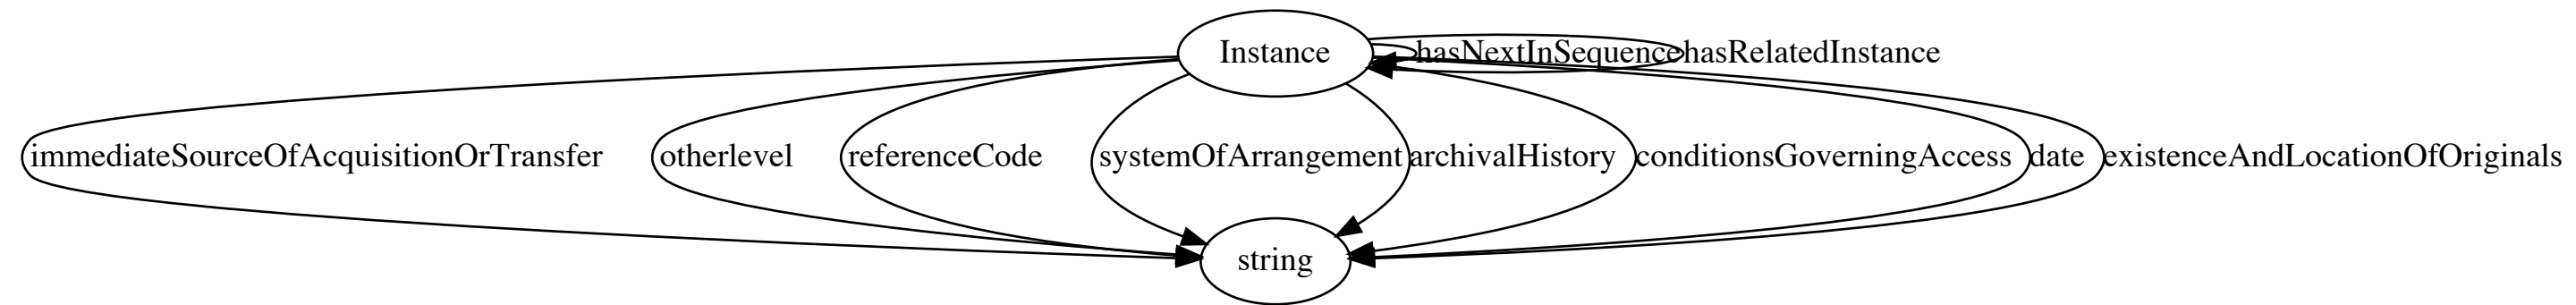 Instance
hasNextInSequence
hasRelatedInstance
immediateSourceOfAcquisitionOrTransfer
otherlevel
referenceCode
systemOfArrangement
archivalHistory
conditionsGoverningAccess
date
existenceAndLocationOfOriginals
string